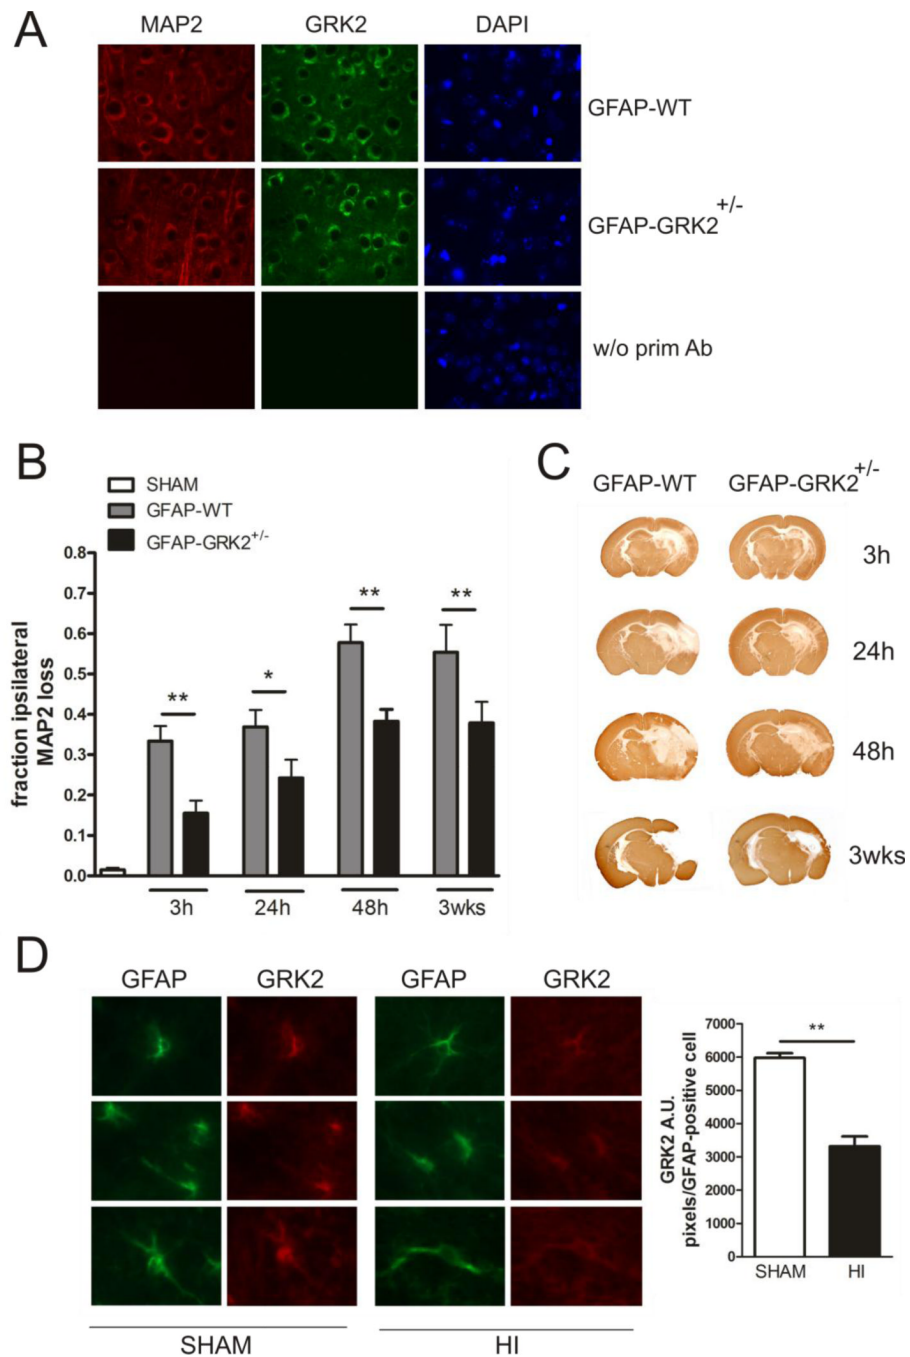 A
MAP2 GRK2 DAPI
GFAP-WT
GFAP-GRK2+/-
w/o prim Ab
B
SHAM
GFAP-WT
GFAP-GRK2+/-
fraction ipsilateral
MAP2 loss
0.8
0.7
0.6
0.5
0.4
0.3
0.2
0.1
0.0
** * ** **
3h 24h 48h 3wks
C
GFAP-WT GFAP-GRK2+/-
3h
24h
48h
3wks
D
GFAP GRK2 GFAP GRK2
SHAM HI
GRK2 A.U.
pixels/GFAP-positive cell
7000
6000
5000
4000
3000
2000
1000
0
**
SHAM HI